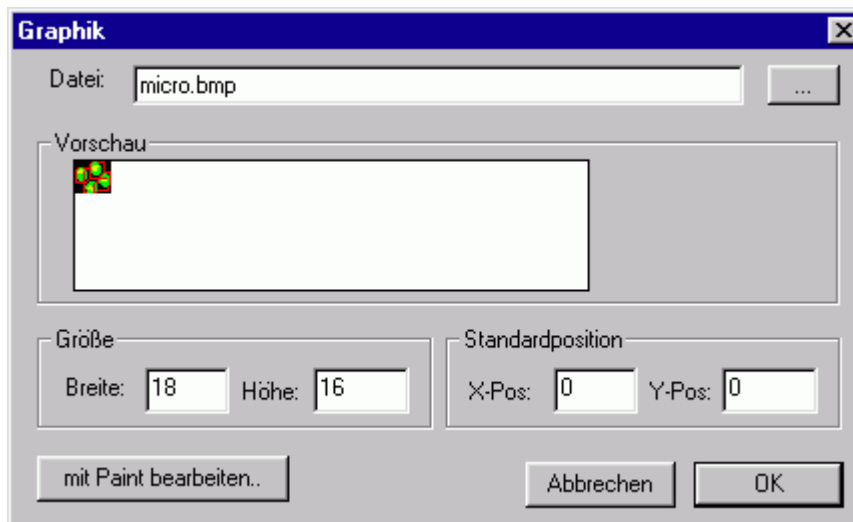 Graphik
Datei: micro.bmp ...
Vorschau
Größe Standardposition
Breite: 18 Höhe: 16 X-Pos: 0 Y-Pos: 0
mit Paint bearbeiten.. Abbrechen OK